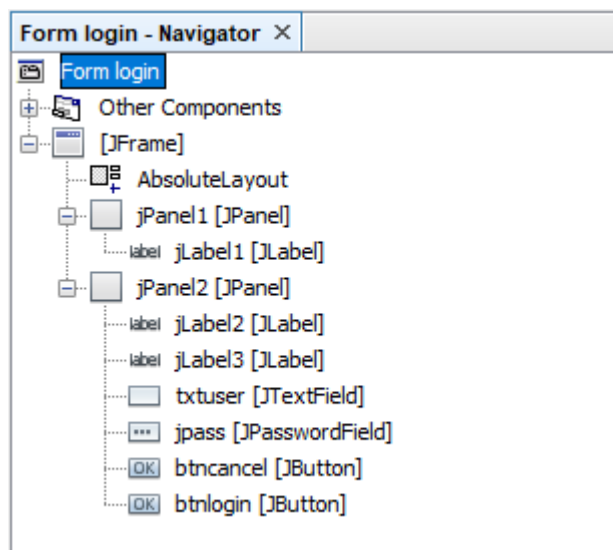 Form login - Navigator ×
Form login
Other Components
[JFrame]
AbsoluteLayout
jPanel1 [JPanel]
label jLabel1 [JLabel]
jPanel2 [JPanel]
label jLabel2 [JLabel]
label jLabel3 [JLabel]
txtuser [JTextField]
jpass [JPasswordField]
OK btncancel [JButton]
OK btnlogin [JButton]